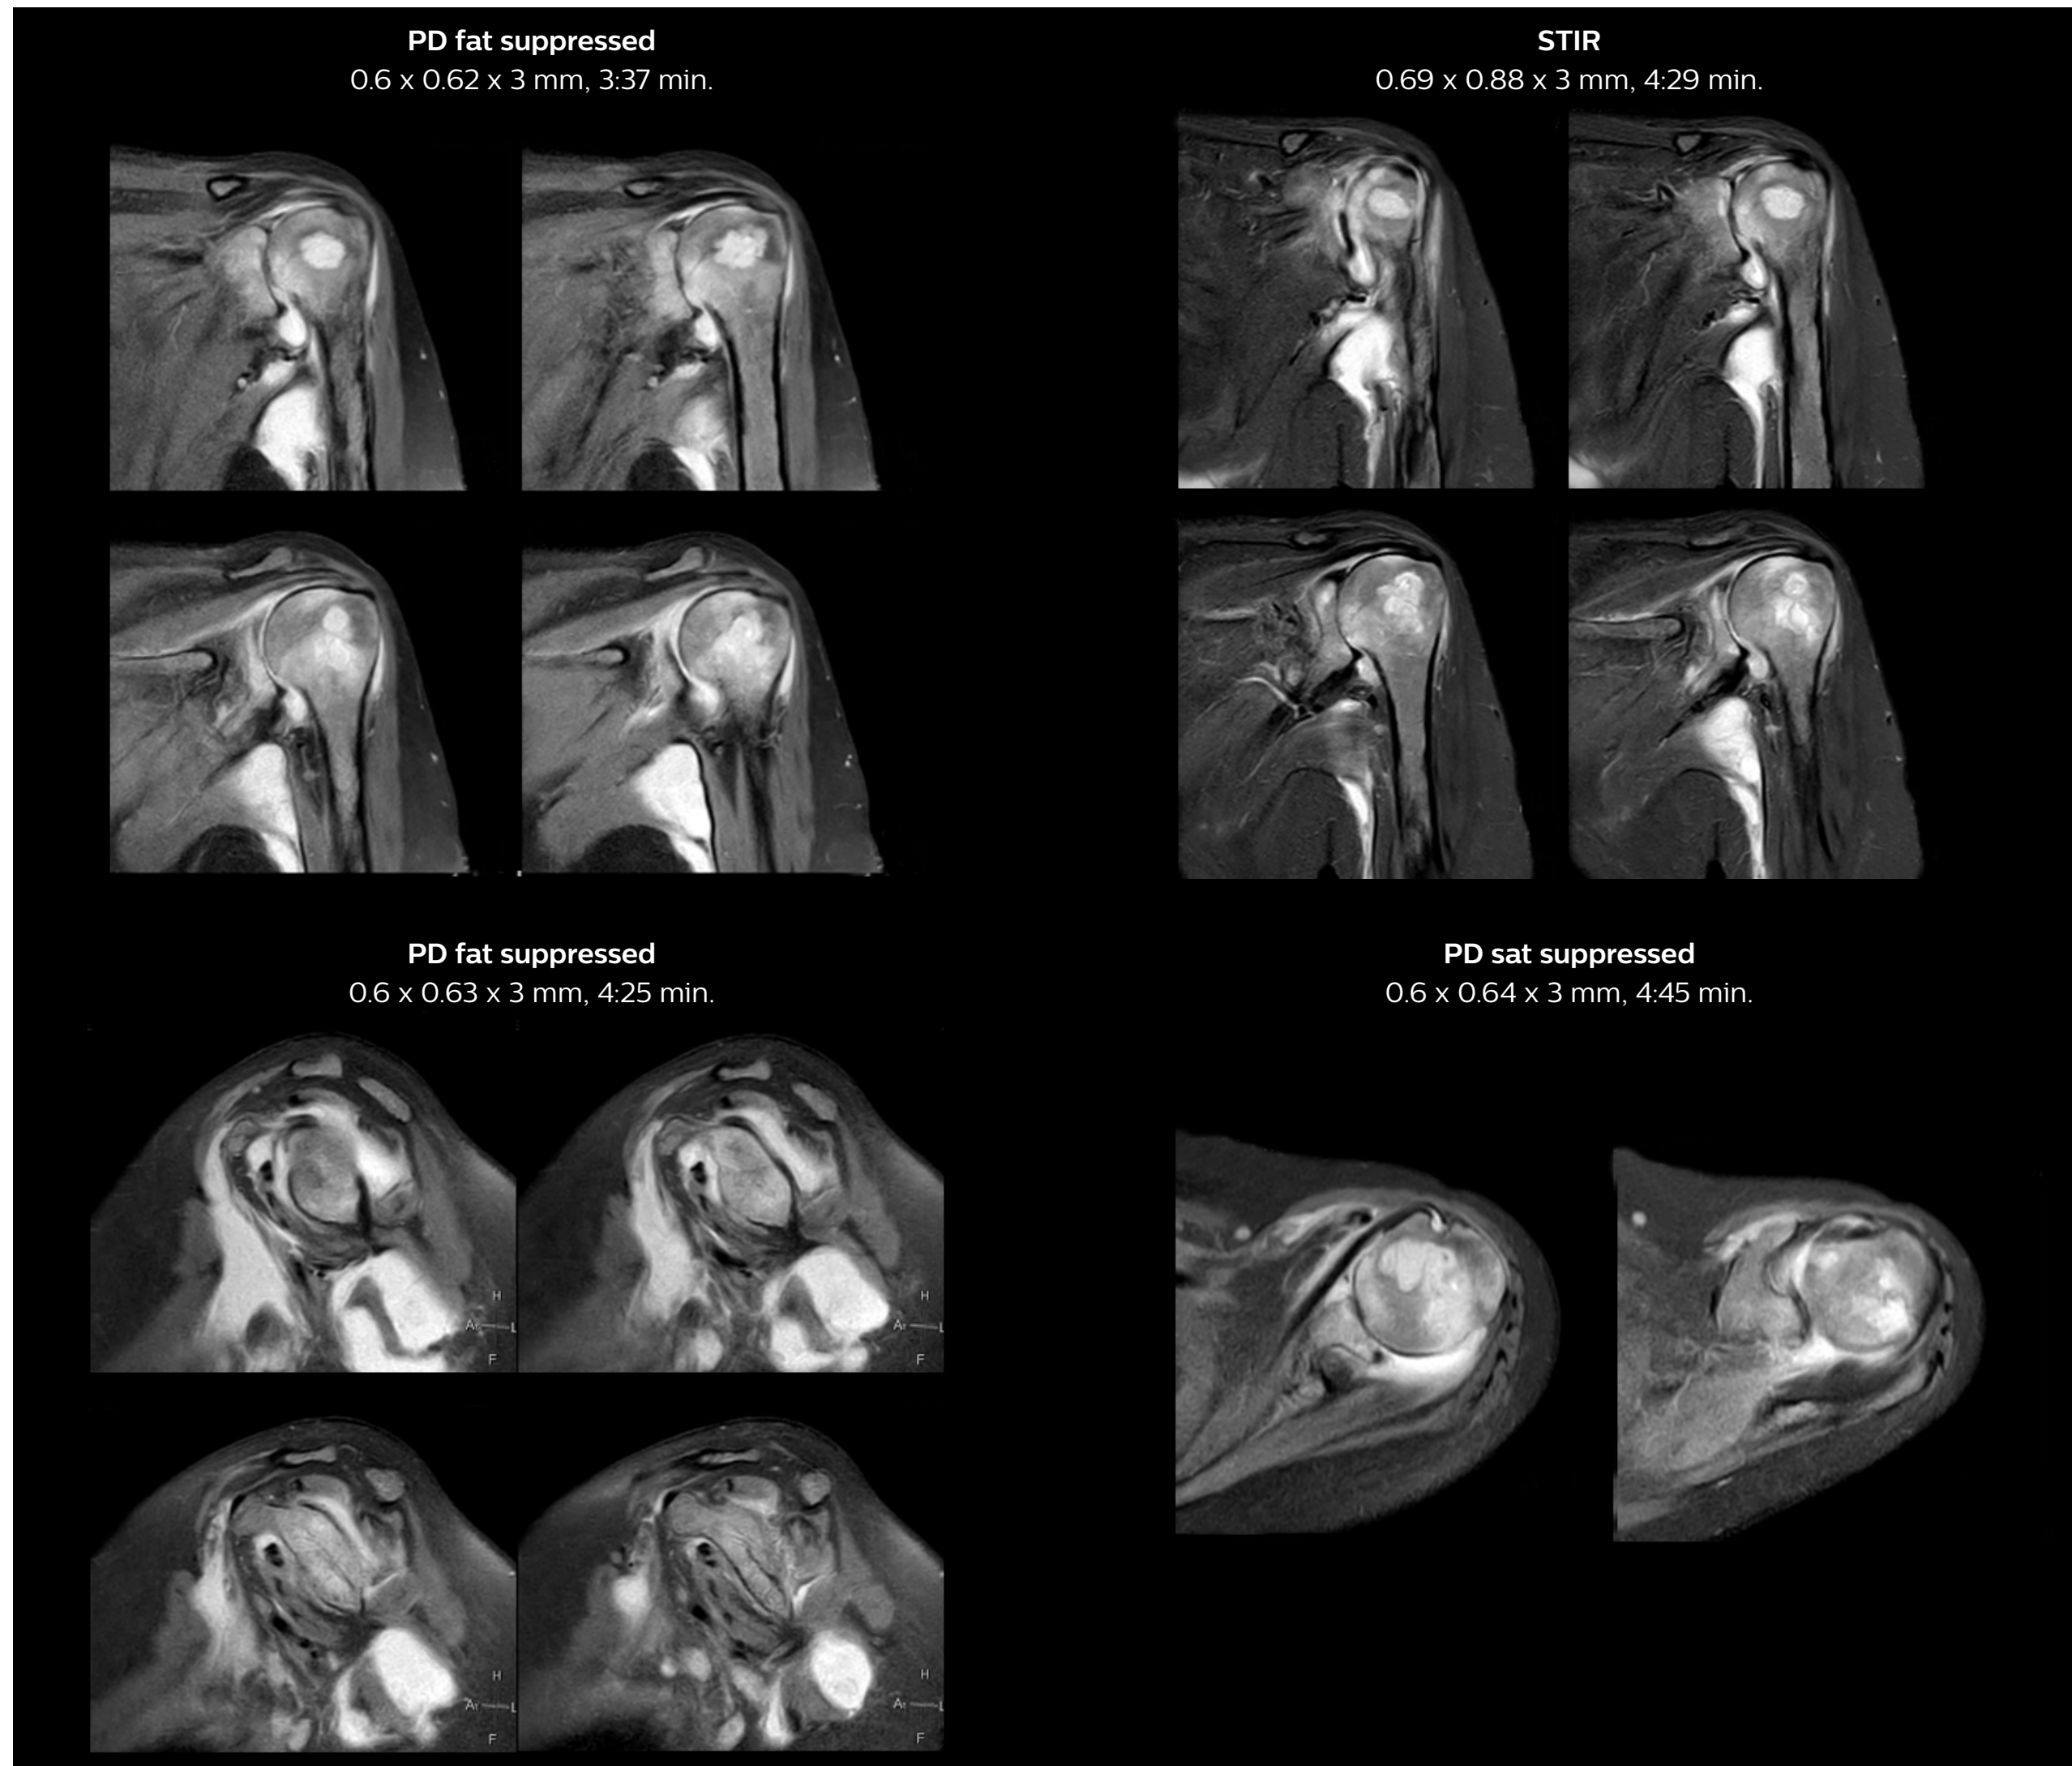 PD fat suppressed
0.6 x 0.62 x 3 mm, 3:37 min.
STIR
0.69 x 0.88 x 3 mm, 4:29 min.
PD fat suppressed
0.6 x 0.63 x 3 mm, 4:25 min.
PD sat suppressed
0.6 x 0.64 x 3 mm, 4:45 min.
H
L
F
H
L
F
H
L
F
H
L
F